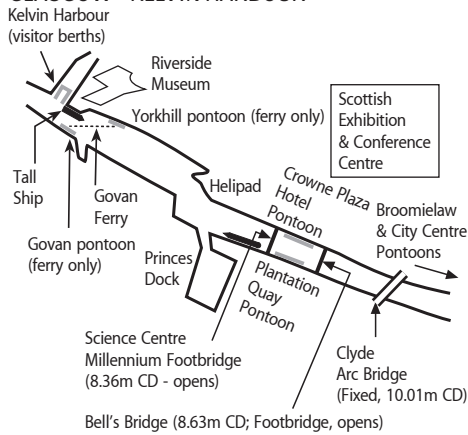 Kelvin Harbour
(visitor berths)
Riverside
Museum
Yorkhill pontoon (ferry only)
Scottish
Exhibition
& Conference
Centre
Tall
Ship
Govan
Ferry
Govan pontoon
(ferry only)
Helipad
Crowne Plaza
Hotel
Pontoon
Broomielaw
& City Centre
Pontoons
Princes
Dock
Plantation
Quay
Pontoon
Science Centre
Millennium Footbridge
(8.36m CD - opens)
Clyde
Arc Bridge
(Fixed, 10.01m CD)
Bell's Bridge (8.63m CD; Footbridge, opens)